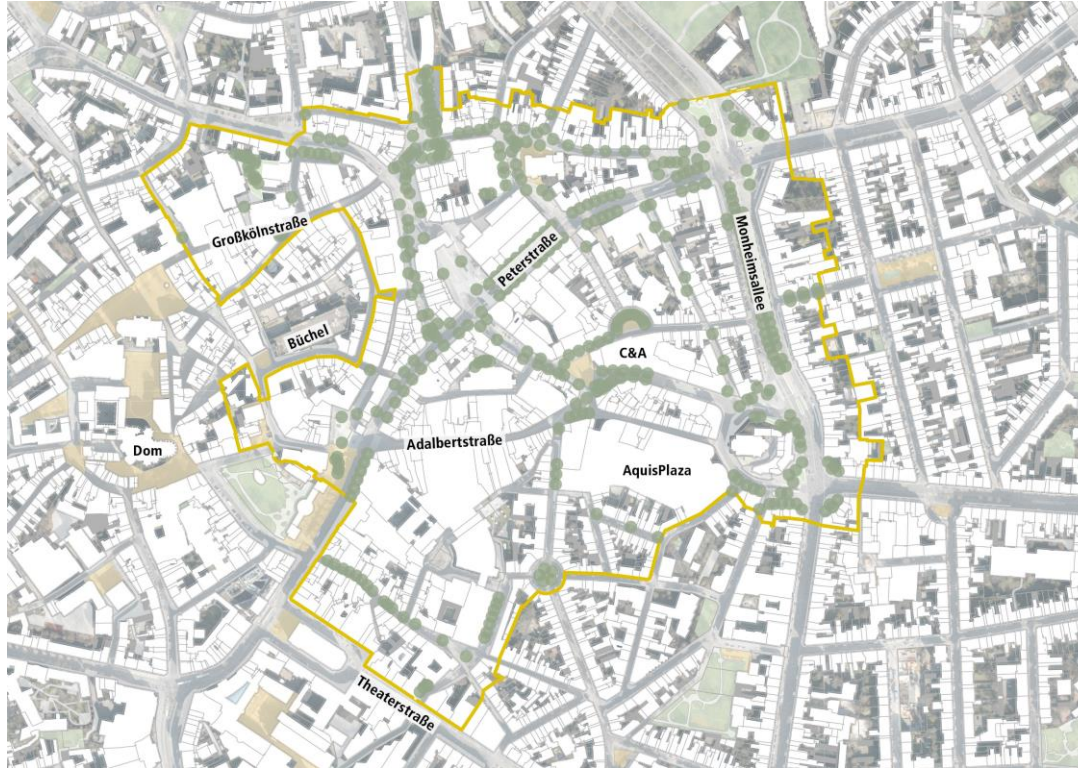 Großkölnstraße
Peterstraße
Monheimsallee
Büchel
C&A
Adalbertstraße
Dom
AquisPlaza
Theaterstraße